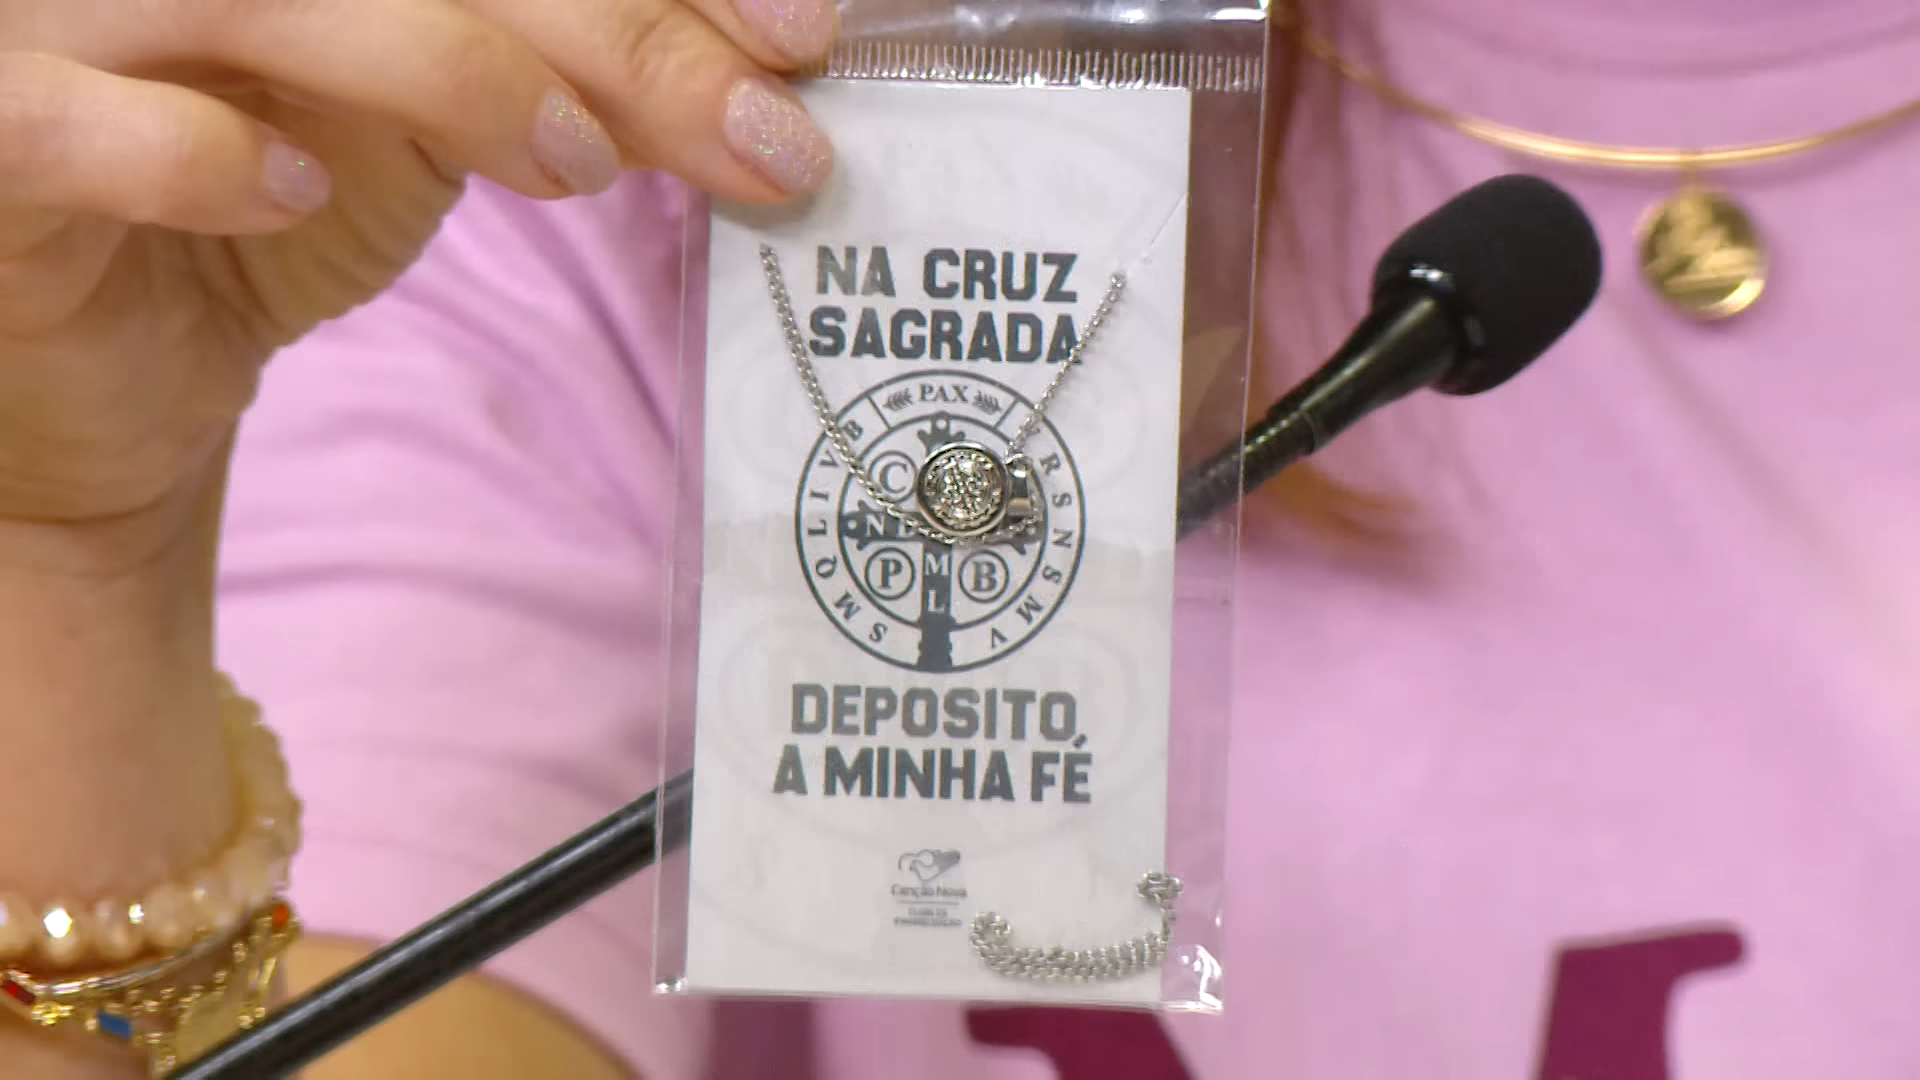 NA CRUZ
SAGRADA
PAX
B
V
I
L
Q
M
S
V
R
S
N
S
M
V
C
N D
P
M
B
L
DEPOSITO,
A MINHA FÉ
Canção Nova